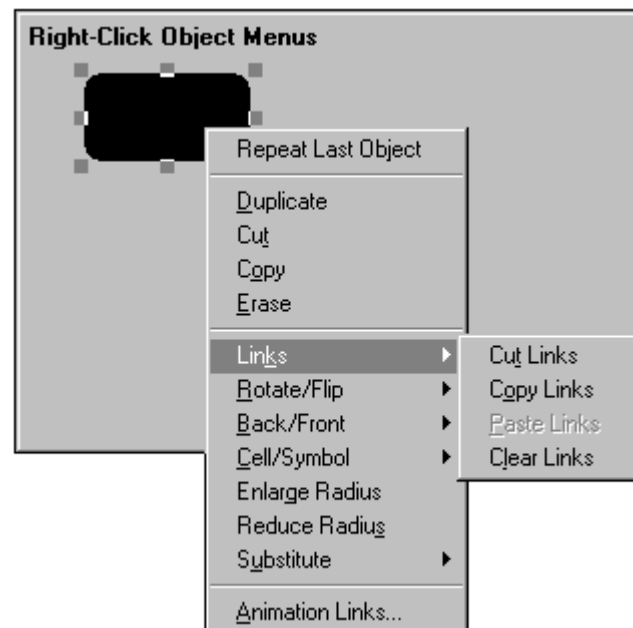 Right-Click Object Menus
Repeat Last Object
Duplicate
Cut
Copy
Erase
Links
Rotate/Flip
Back/Front
Cell/Symbol
Enlarge Radius
Reduce Radius
Substitute
Animation Links...
Cut Links
Copy Links
Paste Links
Clear Links